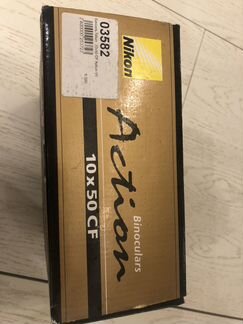 Nikon
03582
Action
Binoculars
10x50 CF